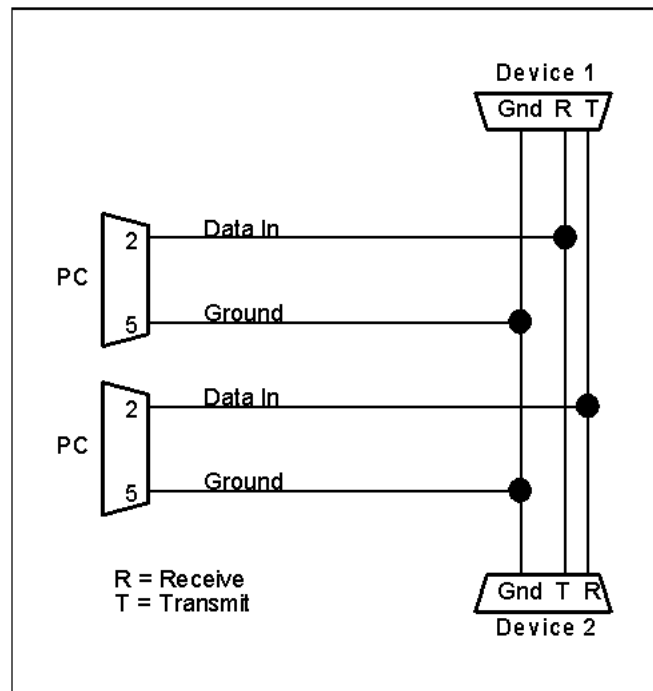 Device 1
Gnd R T
2 Data In
PC
5 Ground
2 Data In
PC
5 Ground
R = Receive
T = Transmit
Gnd T R
Device 2